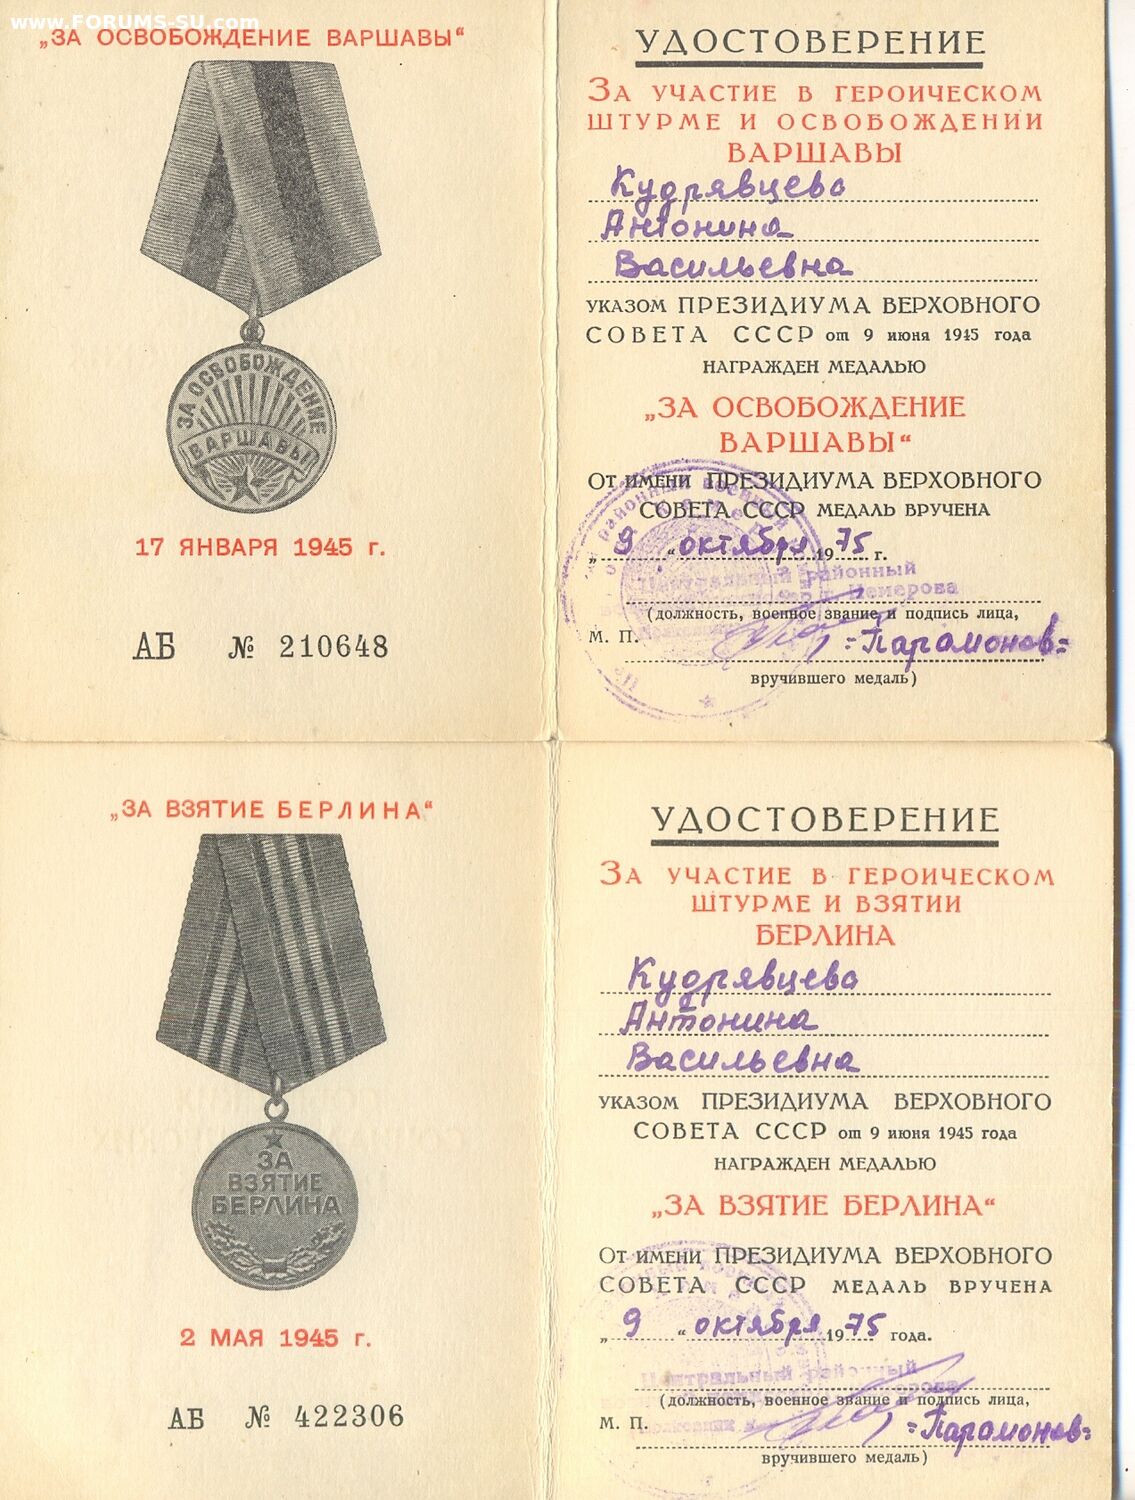 www.FORUMS-SU.com
„ЗА ОСВОБОЖДЕНИЕ ВАРШАВЫ“
ЗА ОСВОБОЖДЕНИЕ
ВАРШАВЫ
17 ЯНВАРЯ 1945 г.
АБ № 210648
УДОСТОВЕРЕНИЕ
ЗА УЧАСТИЕ В ГЕРОИЧЕСКОМ
ШТУРМЕ И ОСВОБОЖДЕНИИ
ВАРШАВЫ
Кудрявцева
Антонина
Васильевна
УКАЗОМ ПРЕЗИДИУМА ВЕРХОВНОГО
СОВЕТА СССР от 9 июня 1945 года
НАГРАЖДЕН МЕДАЛЬЮ
„ЗА ОСВОБОЖДЕНИЕ
ВАРШАВЫ“
ОТ ИМЕНИ ПРЕЗИДИУМА ВЕРХОВНОГО
СОВЕТА СССР МЕДАЛЬ ВРУЧЕНА
„9“ октября 1975 г.
Центральный районный
г. Кемерова
(должность, военное звание и подпись лица,
М. П. =Парамонов=
вручившего медаль)
„ЗА ВЗЯТИЕ БЕРЛИНА“
ЗА
ВЗЯТИЕ
БЕРЛИНА
2 МАЯ 1945 г.
АБ № 422306
УДОСТОВЕРЕНИЕ
ЗА УЧАСТИЕ В ГЕРОИЧЕСКОМ
ШТУРМЕ И ВЗЯТИИ
БЕРЛИНА
Кудрявцева
Антонина
Васильевна
УКАЗОМ ПРЕЗИДИУМА ВЕРХОВНОГО
СОВЕТА СССР от 9 июня 1945 года
НАГРАЖДЕН МЕДАЛЬЮ
„ЗА ВЗЯТИЕ БЕРЛИНА“
ОТ ИМЕНИ ПРЕЗИДИУМА ВЕРХОВНОГО
СОВЕТА СССР МЕДАЛЬ ВРУЧЕНА
„9“ октября 1975 года.
Центральный районный
(должность, военное звание и подпись лица,
М. П. =Парамонов=
вручившего медаль)